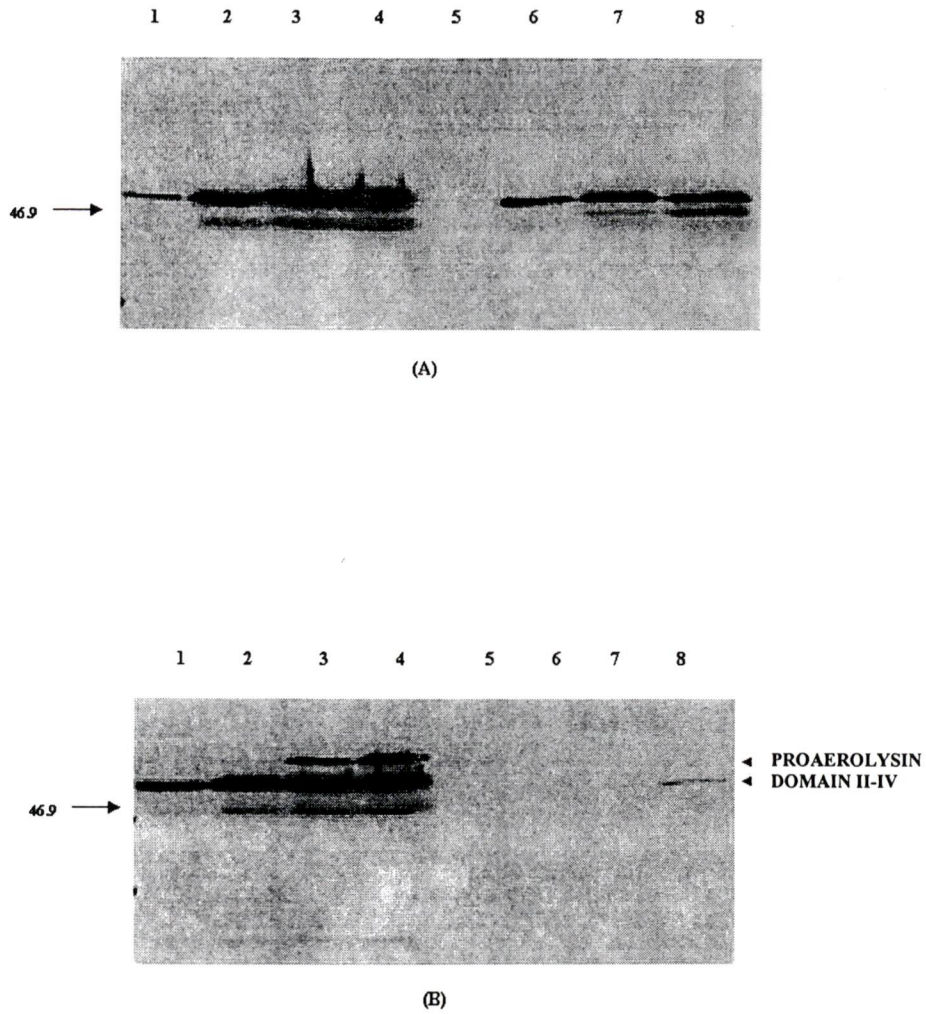 1 2 3 4 5 6 7 8
46.9
(A)
1 2 3 4 5 6 7 8
PROAEROLYSIN
DOMAIN II-IV
46.9
(B)